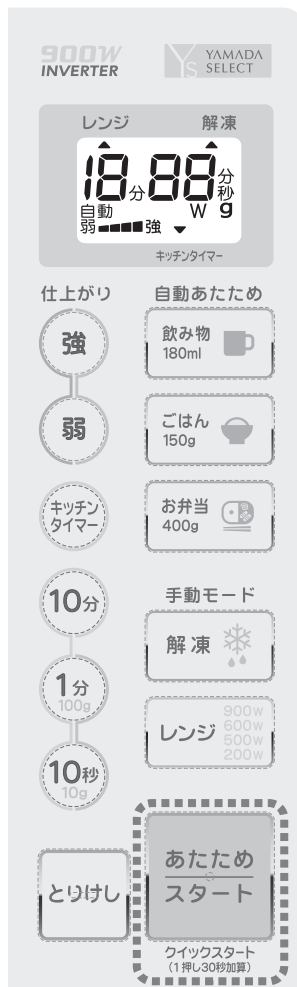 900W
INVERTER
YS YAMADA
SELECT
レンジ 解凍
18分88分秒
自動 W g
弱 強
キッチンタイマー
仕上がり 自動あたため
強
飲み物
180ml
弱
ごはん
150g
キッチン
タイマー
お弁当
400g
10分
手動モード
解凍
1分
100g
レンジ
900W
600W
500W
200W
10秒
10g
とりけし
あたため
スタート
クイックスタート
(1押し30秒加算)